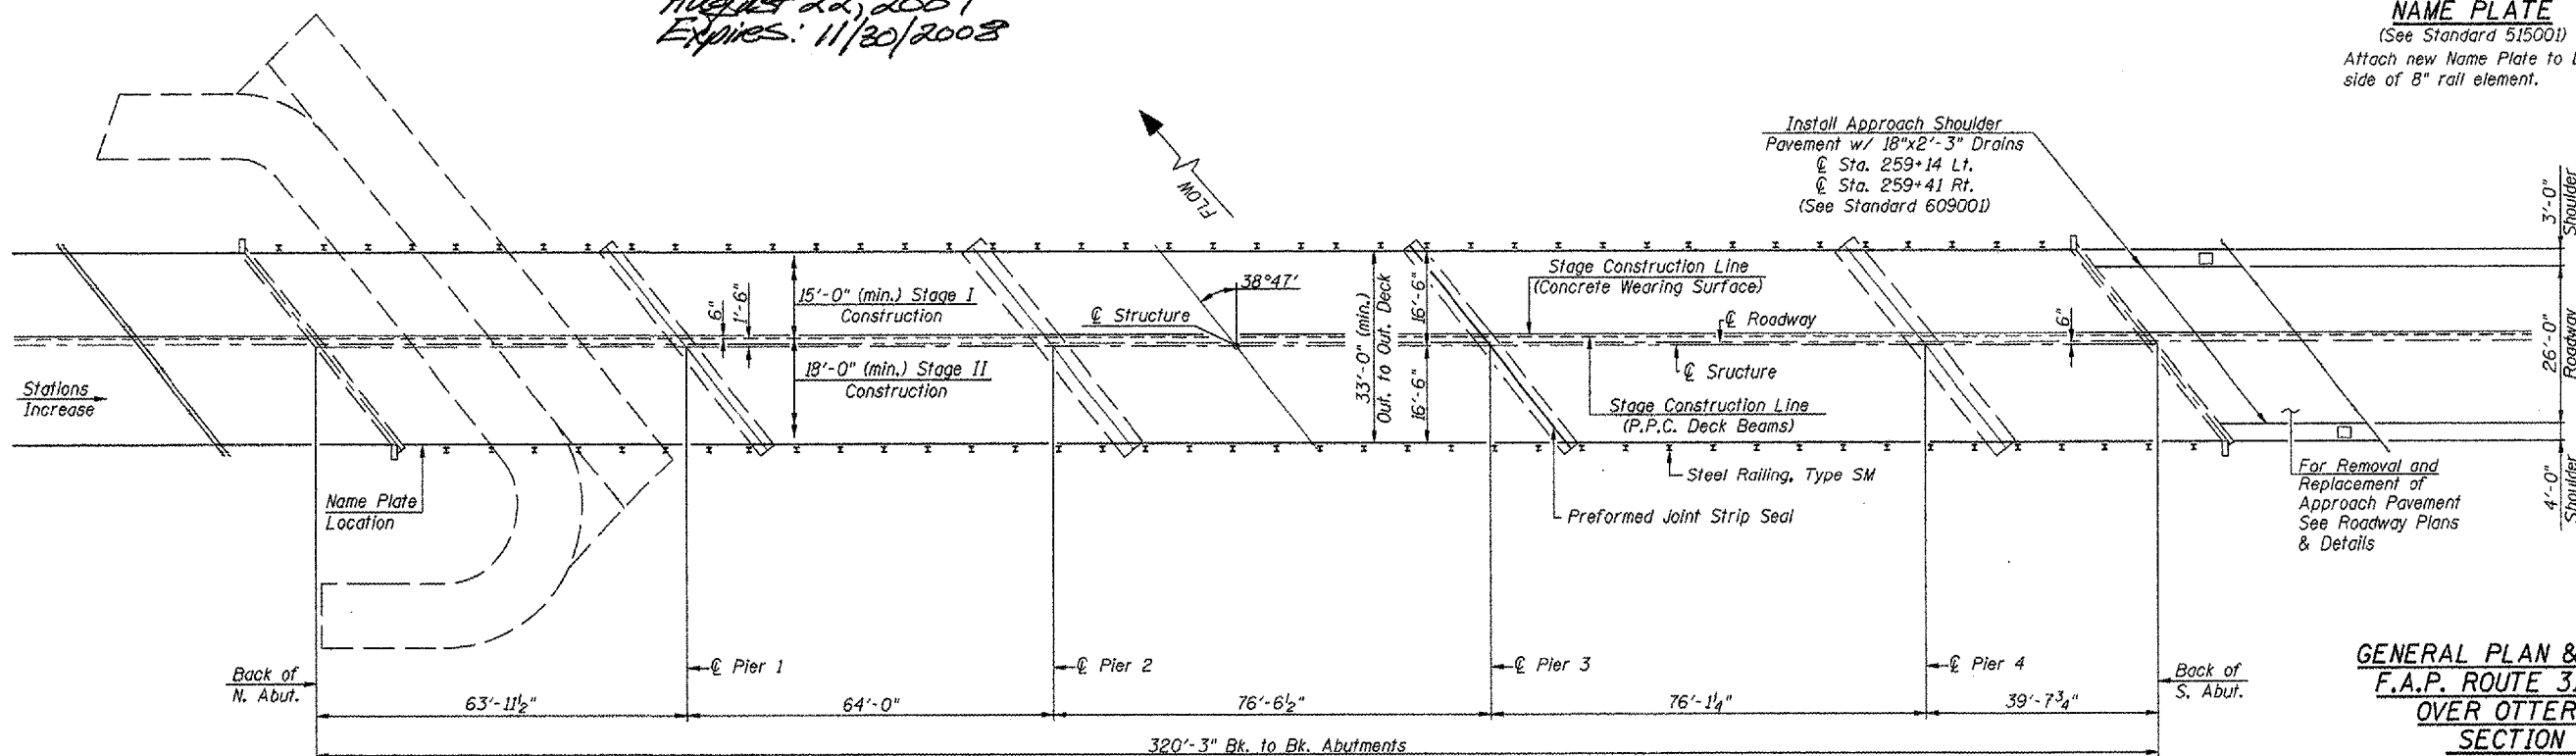 August 22, 2007
Expires: 11/30/2008
NAME PLATE
(See Standard 515001)
Attach new Name Plate to
side of 8" rail element.
Install Approach Shoulder
Pavement w/ 18"x2'-3" Drains
℄ Sta. 259+14 Lt.
℄ Sta. 259+41 Rt.
(See Standard 609001)
FLOW
3'-0"
Shoulder
26'-0"
Roadway
4'-0"
Shoulder
Stations
Increase
6"
1'-6"
15'-0" (min.) Stage I
Construction
18'-0" (min.) Stage II
Construction
℄ Structure
38°47'
33'-0" (min.)
Out. to Out. Deck
16'-6"
16'-6"
Stage Construction Line
(Concrete Wearing Surface)
℄ Roadway
6"
℄ Sructure
Stage Construction Line
(P.P.C. Deck Beams)
Steel Railing, Type SM
Preformed Joint Strip Seal
Name Plate
Location
For Removal and
Replacement of
Approach Pavement
See Roadway Plans
& Details
Back of
N. Abut.
℄ Pier 1
℄ Pier 2
℄ Pier 3
℄ Pier 4
Back of
S. Abut.
63'-11½"
64'-0"
76'-6½"
76'-1¼"
39'-7¾"
320'-3" Bk. to Bk. Abutments
GENERAL PLAN &
F.A.P. ROUTE 3
OVER OTTER
SECTION